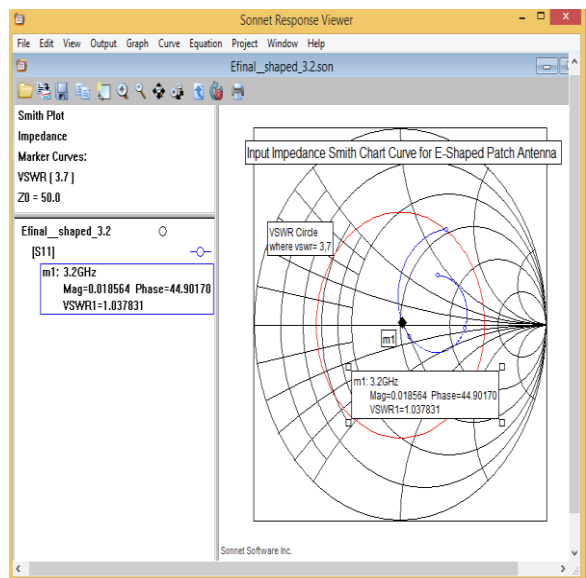 Sonnet Response Viewer
File Edit View Output Graph Curve Equation Project Window Help
Efinal__shaped_3.2.son
Smith Plot
Impedance
Marker Curves:
VSWR ( 3.7 )
Z0 = 50.0
Efinal__shaped_3.2
[S11]
m1: 3.2GHz
Mag=0.018564 Phase=44.90170
VSWR1=1.037831
Input Impedance Smith Chart Curve for E-Shaped Patch Antenna
VSWR Circle
where vswr= 3,7
m1
m1: 3.2GHz
Mag=0.018564 Phase=44.90170
VSWR1=1.037831
Sonnet Software Inc.